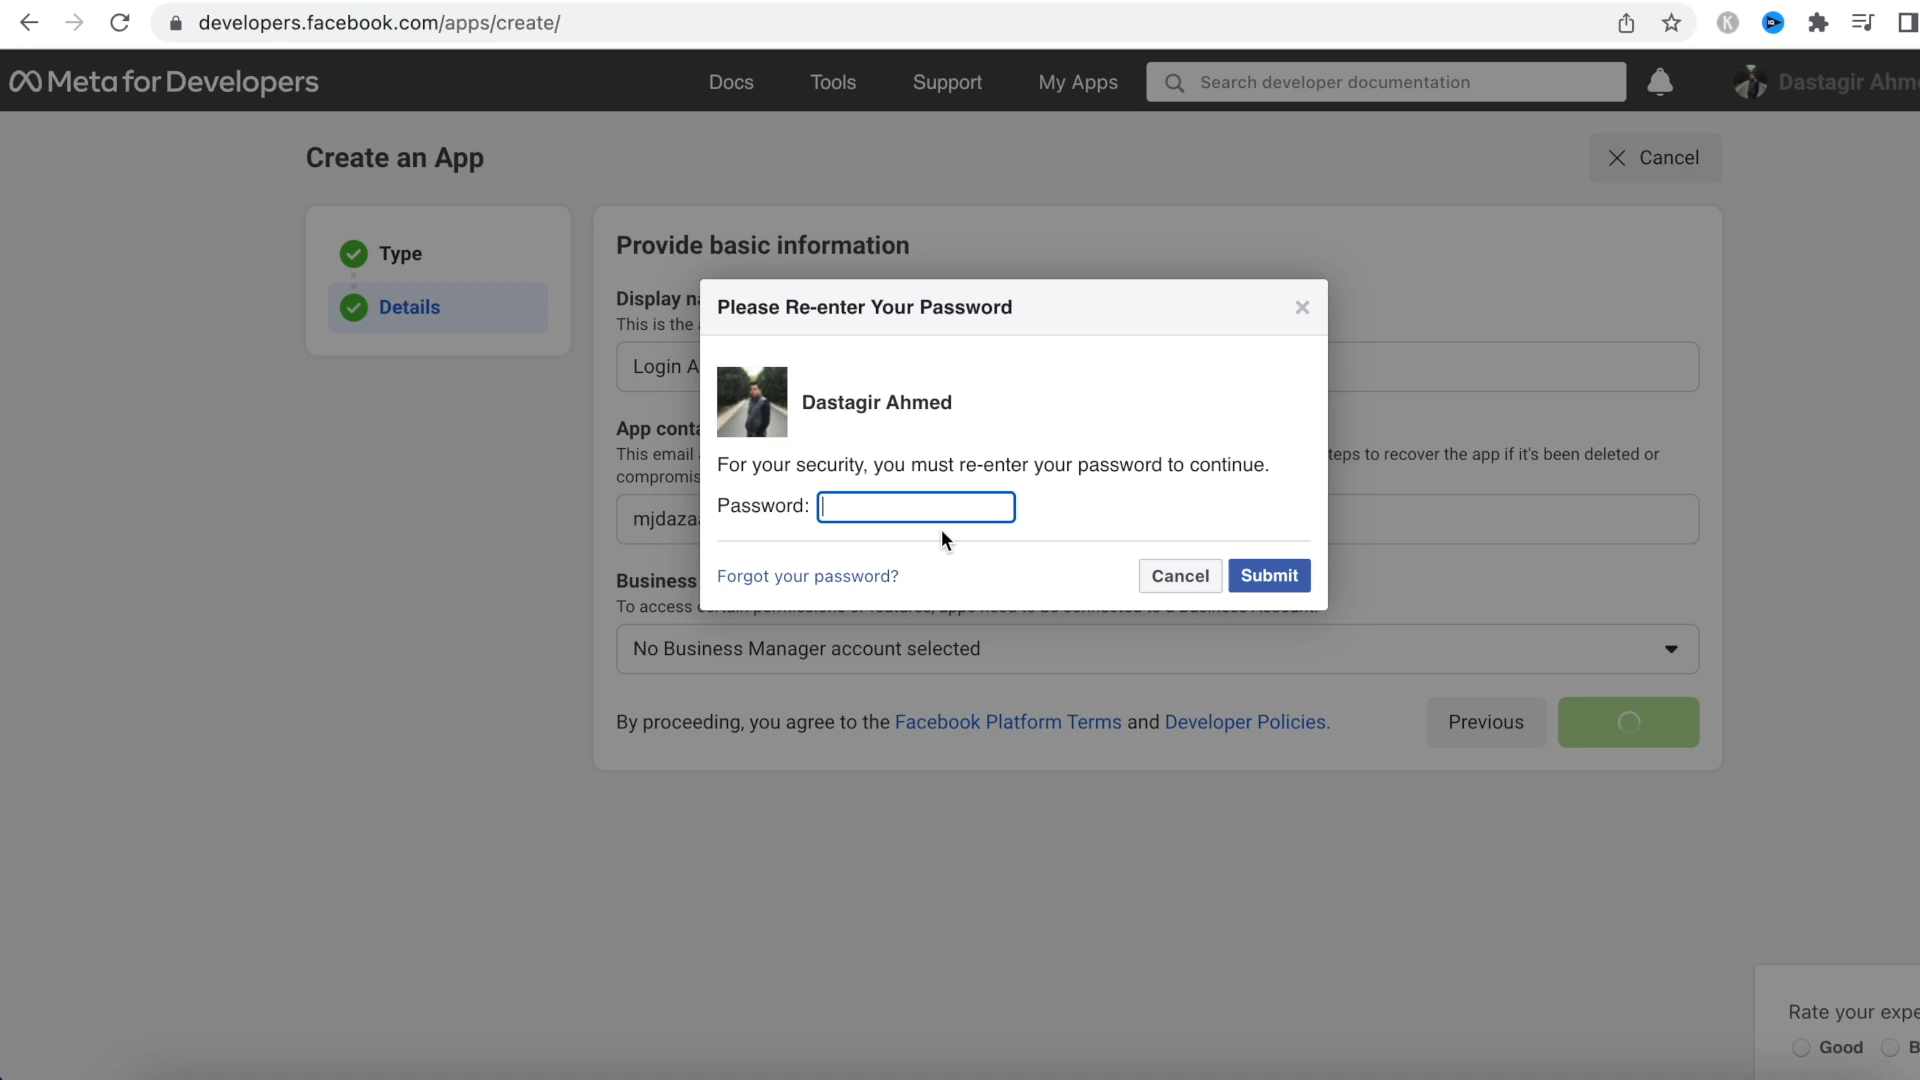 developers.facebook.com/apps/create/
K
Meta for Developers
Docs
Tools
Support
My Apps
Search developer documentation
Dastagir
Create an App
Cancel
Type
Details
Provide basic information
Display
This is the
Login
App
This email
teps to recover the app if it's been deleted or
Business
To access
No Business Manager account selected
By proceeding, you agree to the Facebook Platform Terms and Developer Policies.
Previous
Please Re-enter Your Password
Dastagir Ahmed
For your security, you must re-enter your password to continue.
Password:
Forgot your password?
Cancel
Submit
Rate your
Good